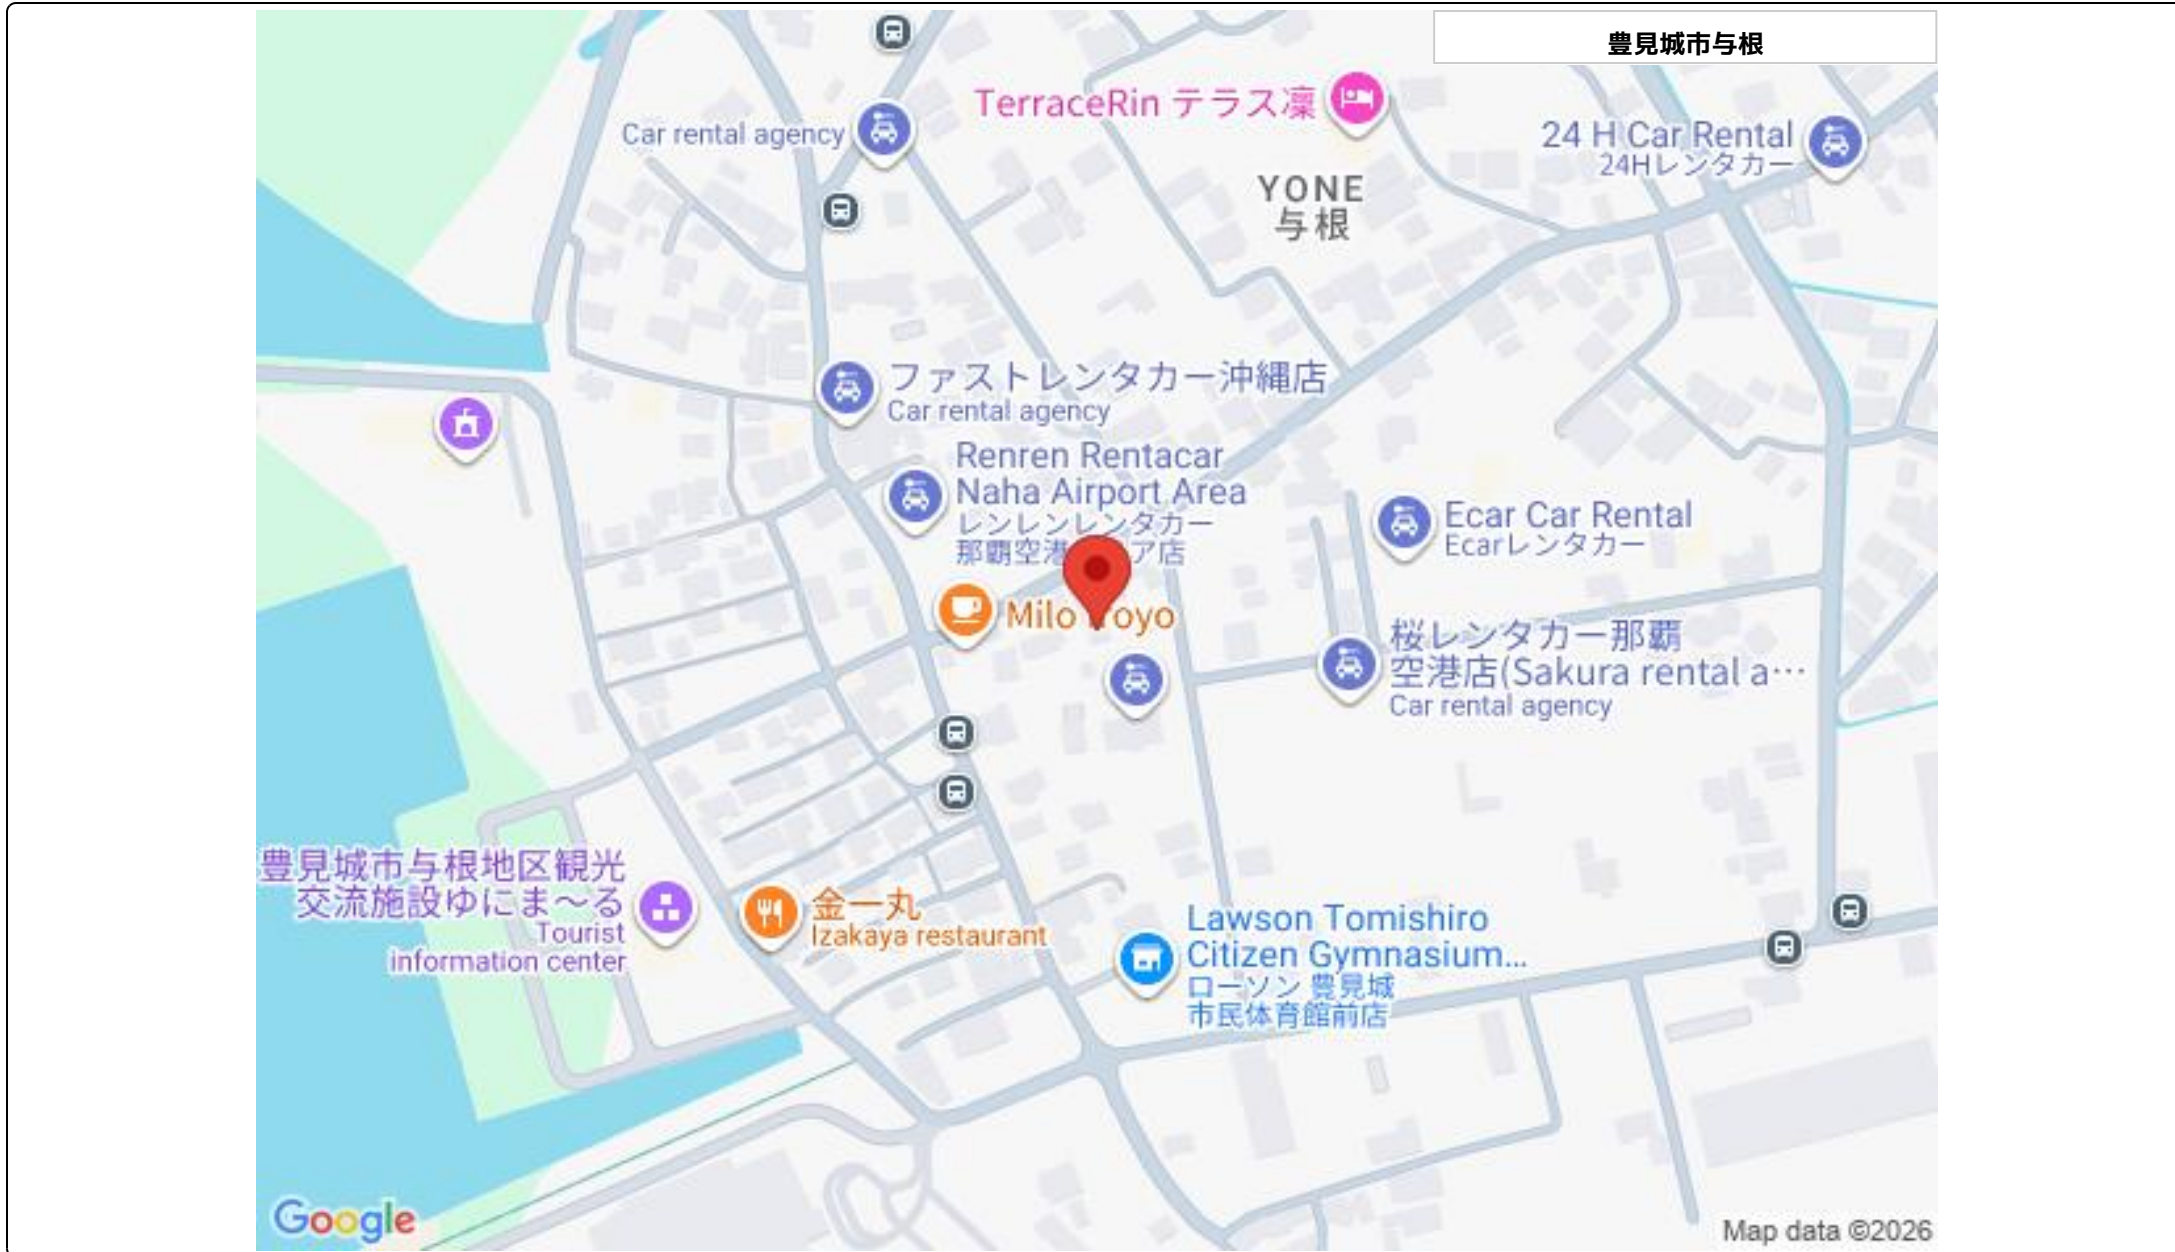 豊見城市与根
TerraceRin テラス凜
Car rental agency
24 H Car Rental
24Hレンタカー
YONE
与根
ファストレンタカー沖縄店
Car rental agency
Renren Rentacar
Naha Airport Area
レンレンレンタカー
那覇空港 ア店
Ecar Car Rental
Ecarレンタカー
Milo oyo
桜レンタカー那覇
空港店(Sakura rental a…
Car rental agency
豊見城市与根地区観光
交流施設ゆにま～る
Tourist
information center
金一丸
Izakaya restaurant
Lawson Tomishiro
Citizen Gymnasium...
ローソン 豊見城
市民体育館前店
Google
Map data ©2026